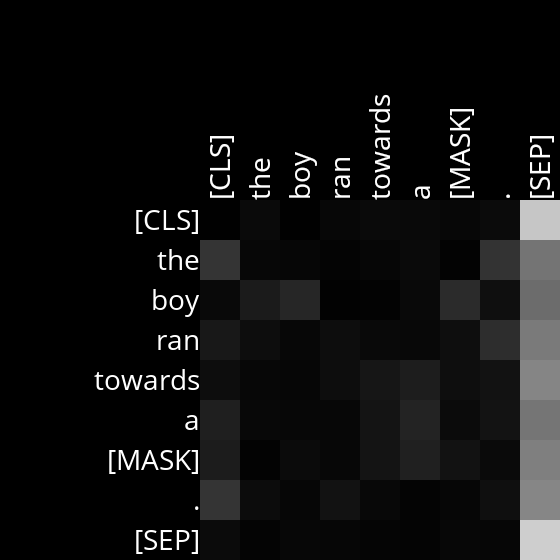 [CLS] the boy ran towards a [MASK] . [SEP]
[CLS]
the
boy
ran
towards
a
[MASK]
.
[SEP]